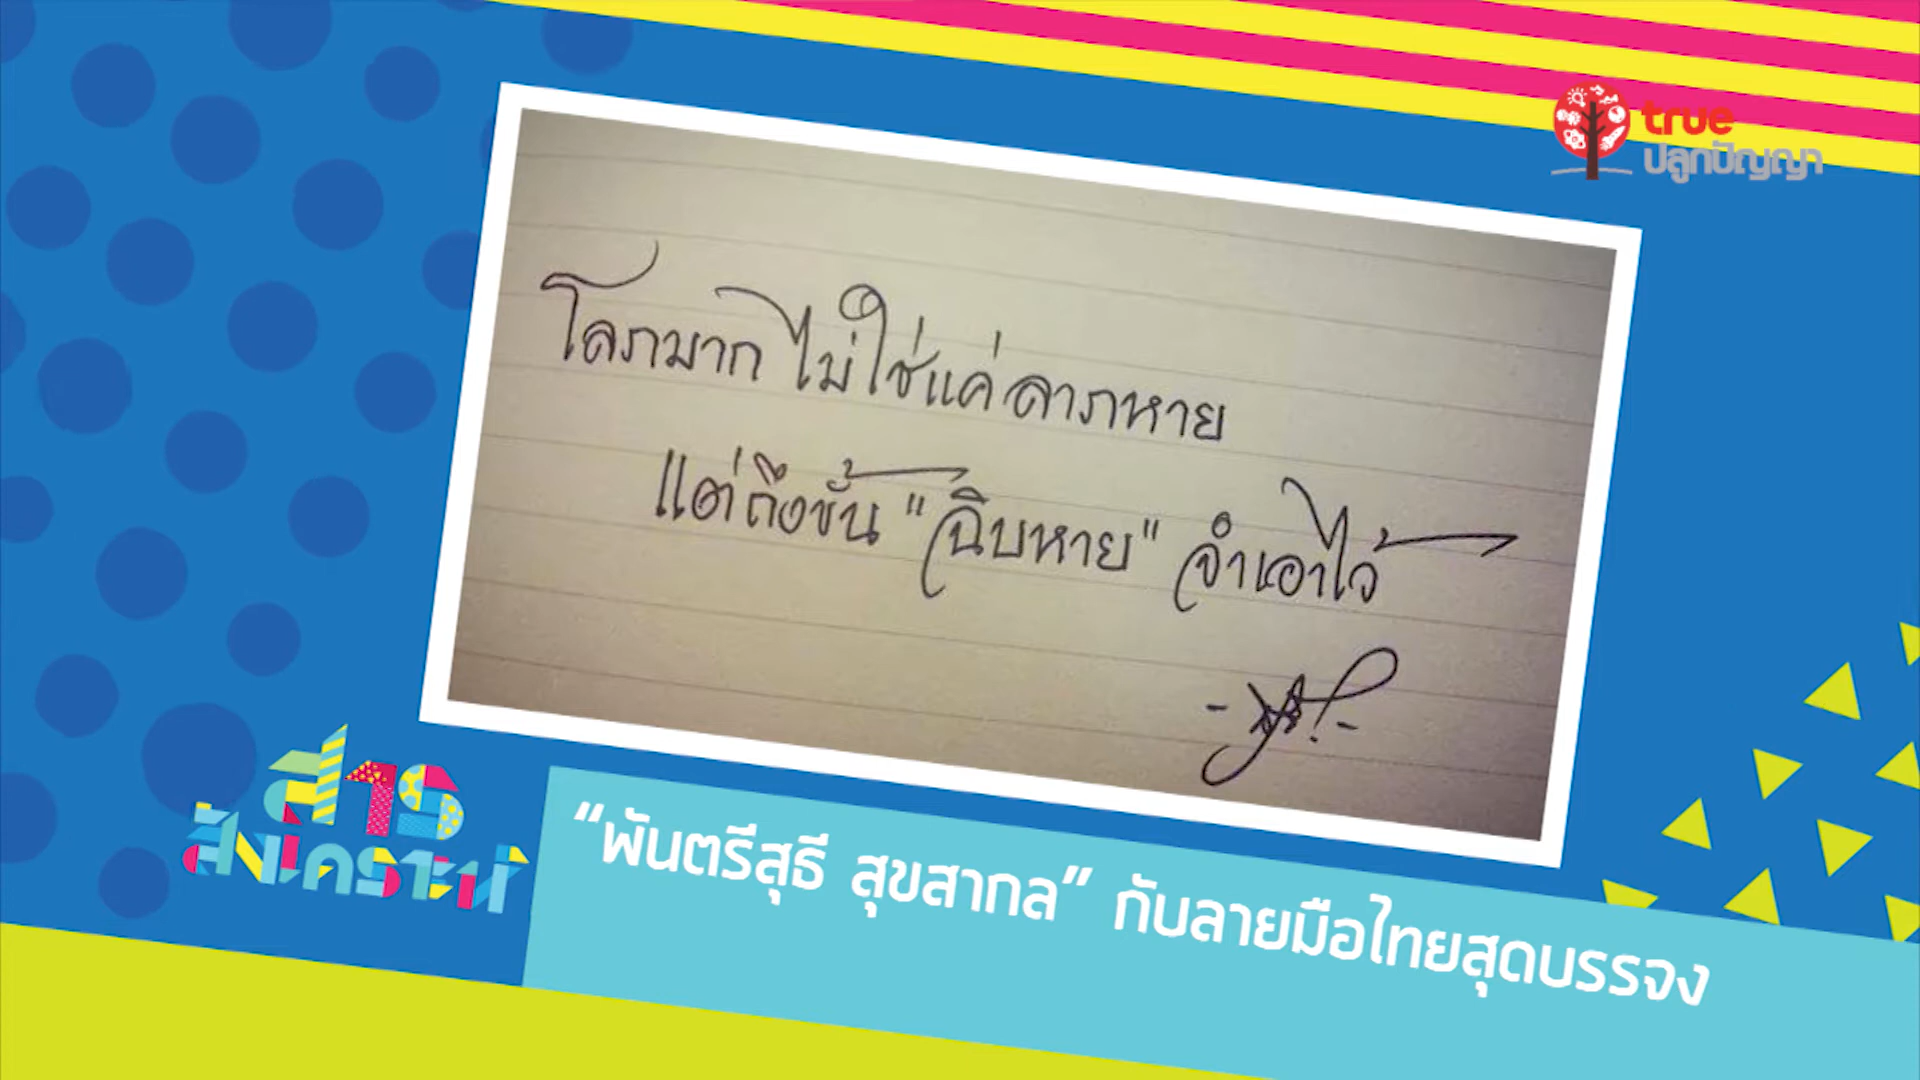 true
ปลูกปัญญา
โลภมาก ไม่ใช่แค่ลาภหาย
แต่ถึงขั้น "ฉิบหาย" จำเอาไว้
สาร
สังเคราะห์
“พันตรีสุธี สุขสากล” กับลายมือไทยสุดบรรจง